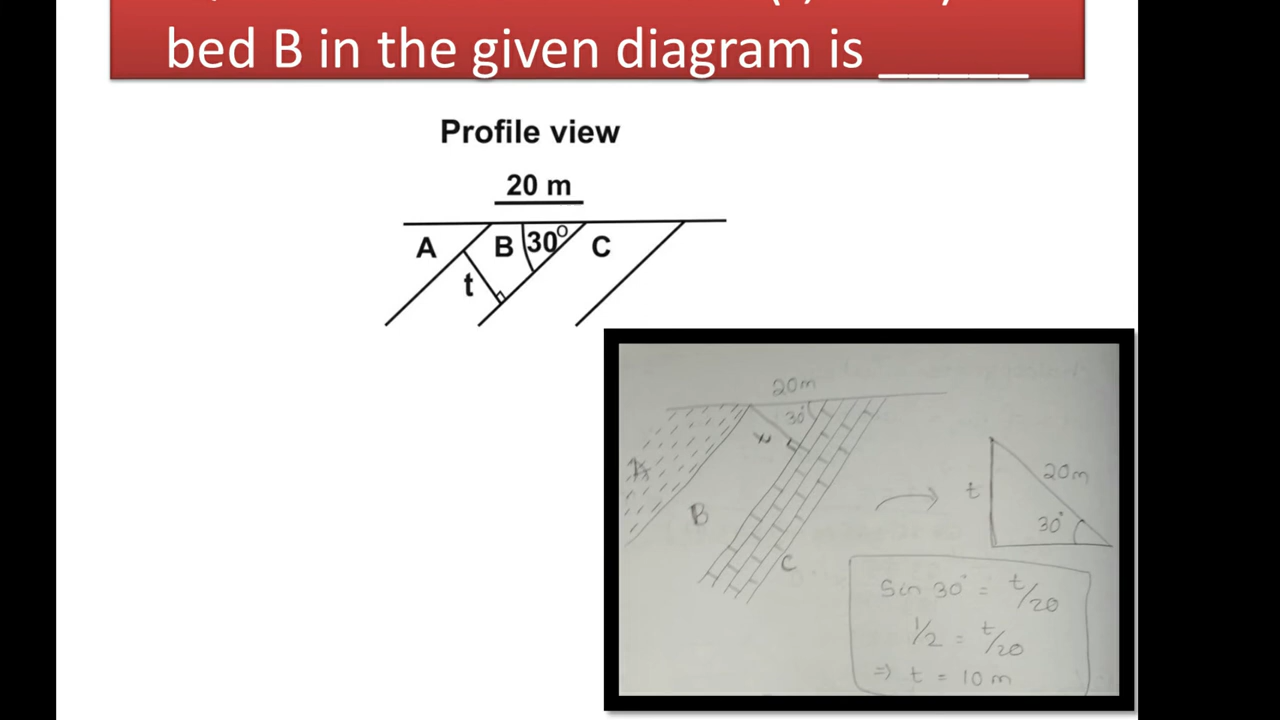 bed B in the given diagram is _____
Profile view
20 m
A B 30° C
t
20m
30°
A
B
C
t
20m
30°
Sin 30° = t/20
1/2 = t/20
⇒ t = 10 m